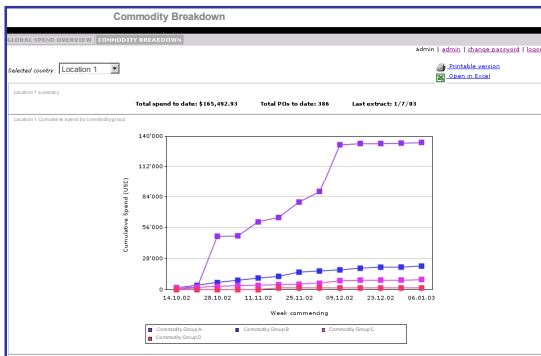 Commodity Breakdown
GLOBAL SPEND OVERVIEW COMMODITY BREAKDOWN
admin | admin | change password | logo
Selected country: Location 1
Printable version
Open in Excel
Location 1 summary
Total spend to date: $165,492.93 Total POs to date: 386 Last extract: 1/7/03
Location 1 Cumulative spend by commodity group
140'000
112'000
84'000
56'000
28'000
0
Cumulative Spend (US$)
14.10.02 28.10.02 11.11.02 25.11.02 09.12.02 23.12.02 06.01.03
Week commencing
Commodity Group A Commodity Group B Commodity Group C
Commodity Group D